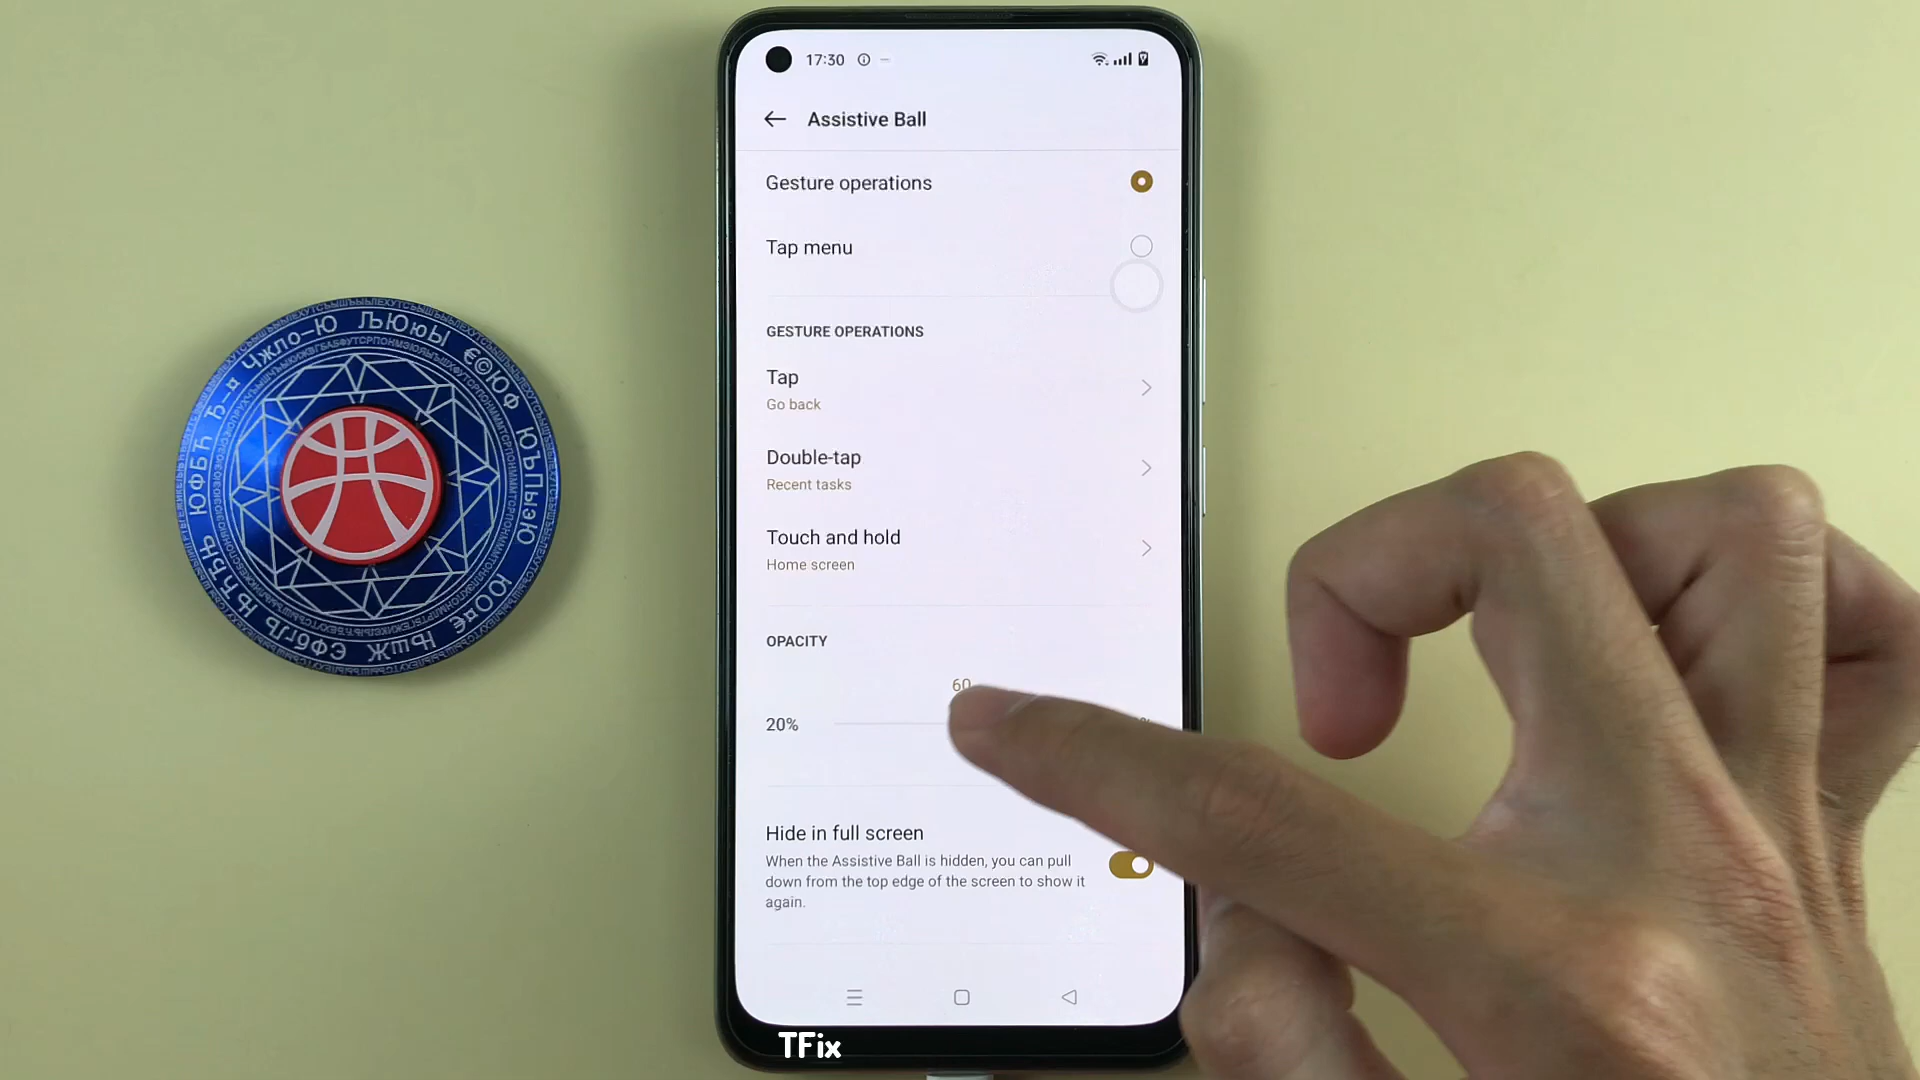 17:30
Assistive Ball
Gesture operations
Tap menu
GESTURE OPERATIONS
Tap
Go back
Double-tap
Recent tasks
Touch and hold
Home screen
OPACITY
60
20%
Hide in full screen
When the Assistive Ball is hidden, you can pull
down from the top edge of the screen to show it
again.
TFix